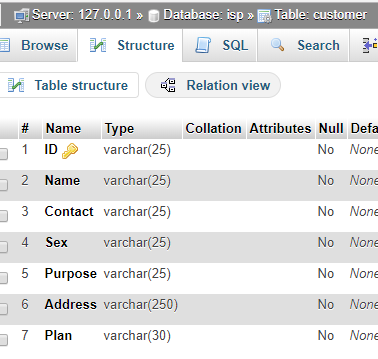 Server: 127.0.0.1 » Database: isp » Table: customer
Browse Structure SQL Search
Table structure Relation view
# Name Type Collation Attributes Null Defa
1 ID varchar(25) No None
2 Name varchar(25) No None
3 Contact varchar(25) No None
4 Sex varchar(25) No None
5 Purpose varchar(25) No None
6 Address varchar(250) No None
7 Plan varchar(30) No None